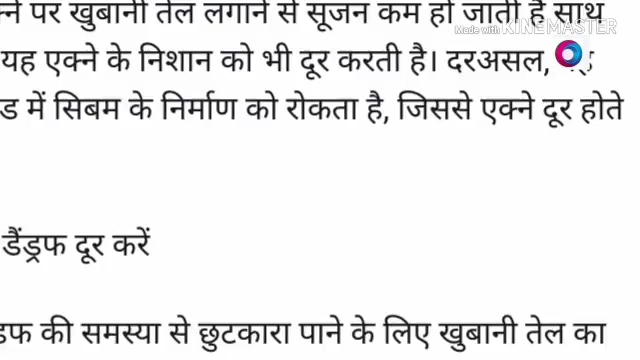 पर खुबानी तेल लगाने से सूजन कम हो जाती है साथ
Made with KINEMASTER
यह एक्ने के निशान को भी दूर करती है। दरअसल,
में सिबम के निर्माण को रोकता है, जिससे एक्ने दूर होते
डैंड्रफ दूर करें
की समस्या से छुटकारा पाने के लिए खुबानी तेल का